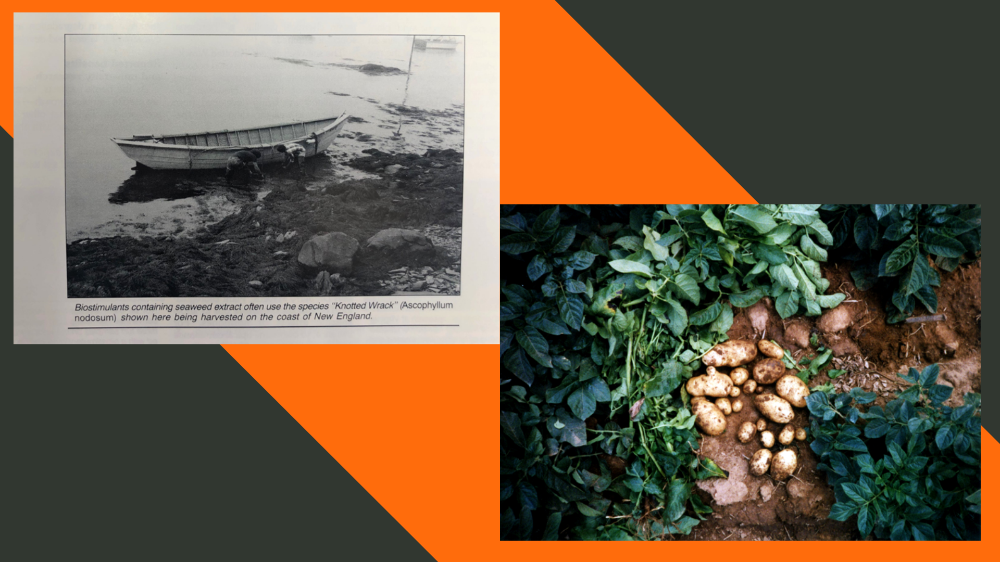 Biostimulants containing seaweed extract often use the species “Knotted Wrack” (Ascophyllum
nodosum) shown here being harvested on the coast of New England.